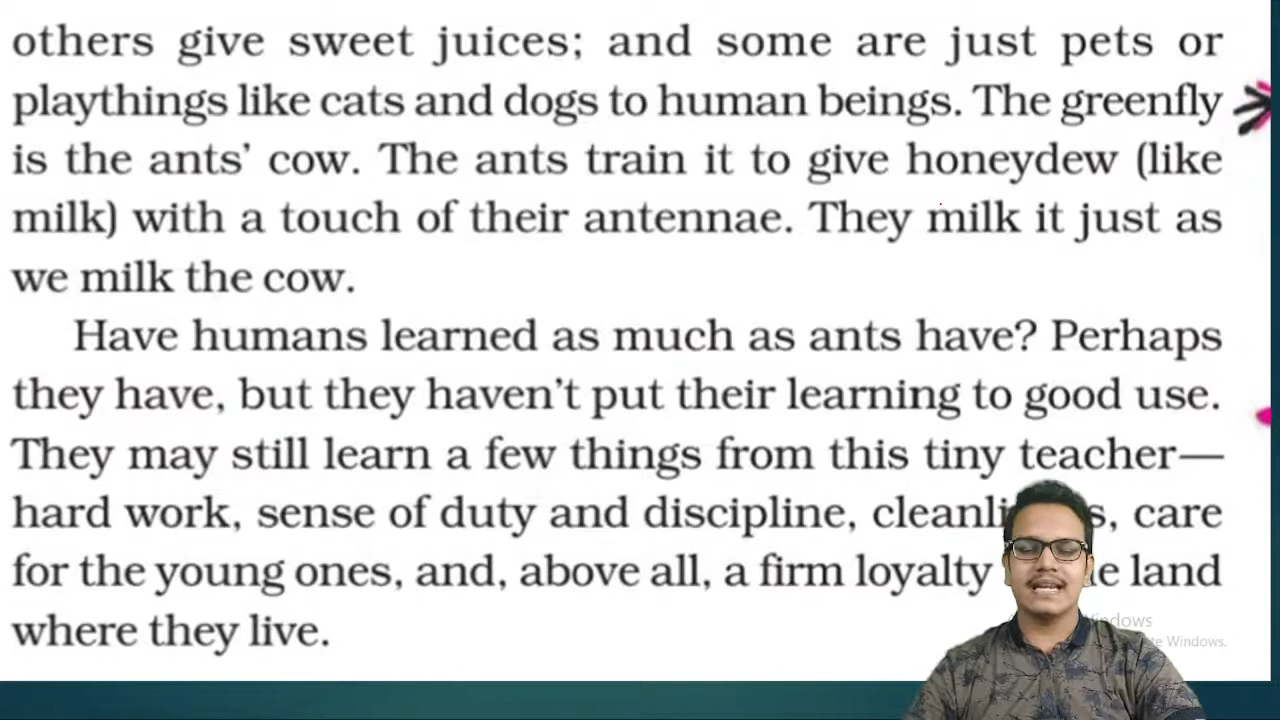 others give sweet juices; and some are just pets or
playthings like cats and dogs to human beings. The greenfly
is the ants’ cow. The ants train it to give honeydew (like
milk) with a touch of their antennae. They milk it just as
we milk the cow.
Have humans learned as much as ants have? Perhaps
they have, but they haven’t put their learning to good use.
They may still learn a few things from this tiny teacher—
hard work, sense of duty and discipline, care
for the young ones, and, above all, a firm loyalty land
where they live.
Windows.